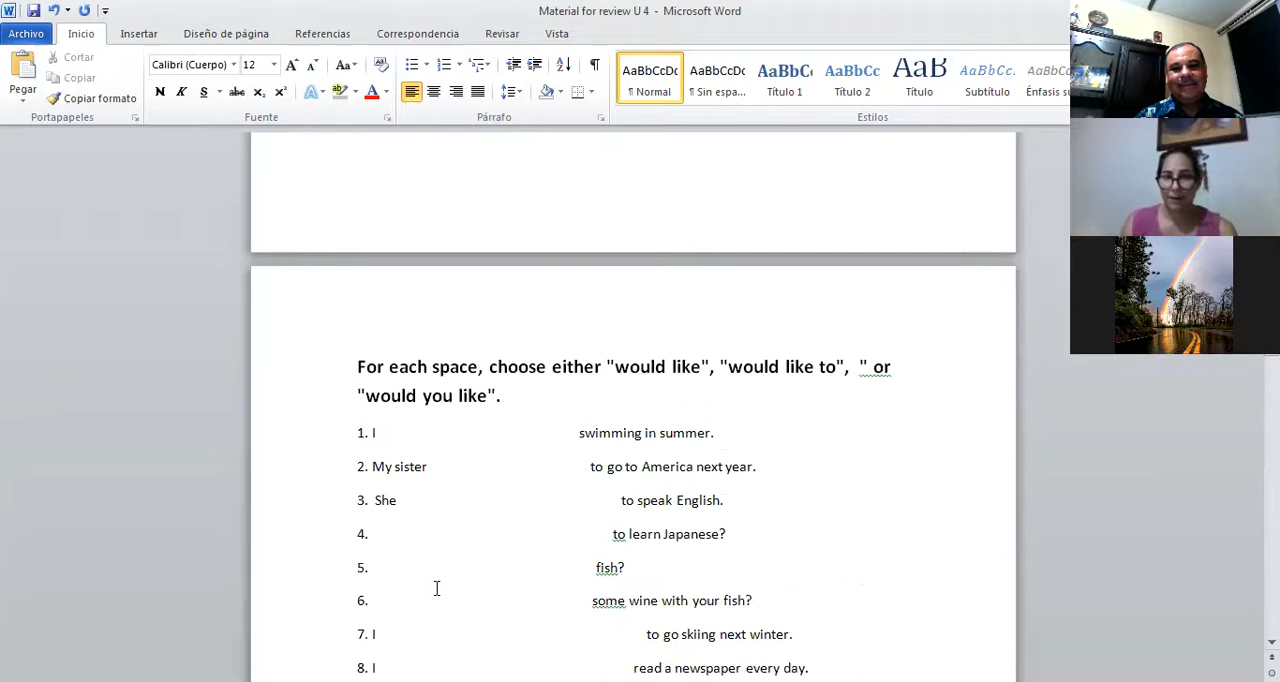 Material for review U 4 - Microsoft Word
Archivo Inicio Insertar Diseño de página Referencias Correspondencia Revisar Vista
Pegar
Cortar
Copiar
Copiar formato
Portapapeles
Calibri (Cuerpo) 12
N K S abc x₂ x²
Fuente
Párrafo
AaBbCcDc AaBbCcDc AaBbC AaBbCc AaB AaBbCc. AaBbCc
¶ Normal ¶ Sin espa... Título 1 Título 2 Título Subtítulo Énfasis su
Estilos
For each space, choose either "would like", "would like to", " or
"would you like".
1. I swimming in summer.
2. My sister to go to America next year.
3. She to speak English.
4. to learn Japanese?
5. fish?
6. some wine with your fish?
7. I to go skiing next winter.
8. I read a newspaper every day.